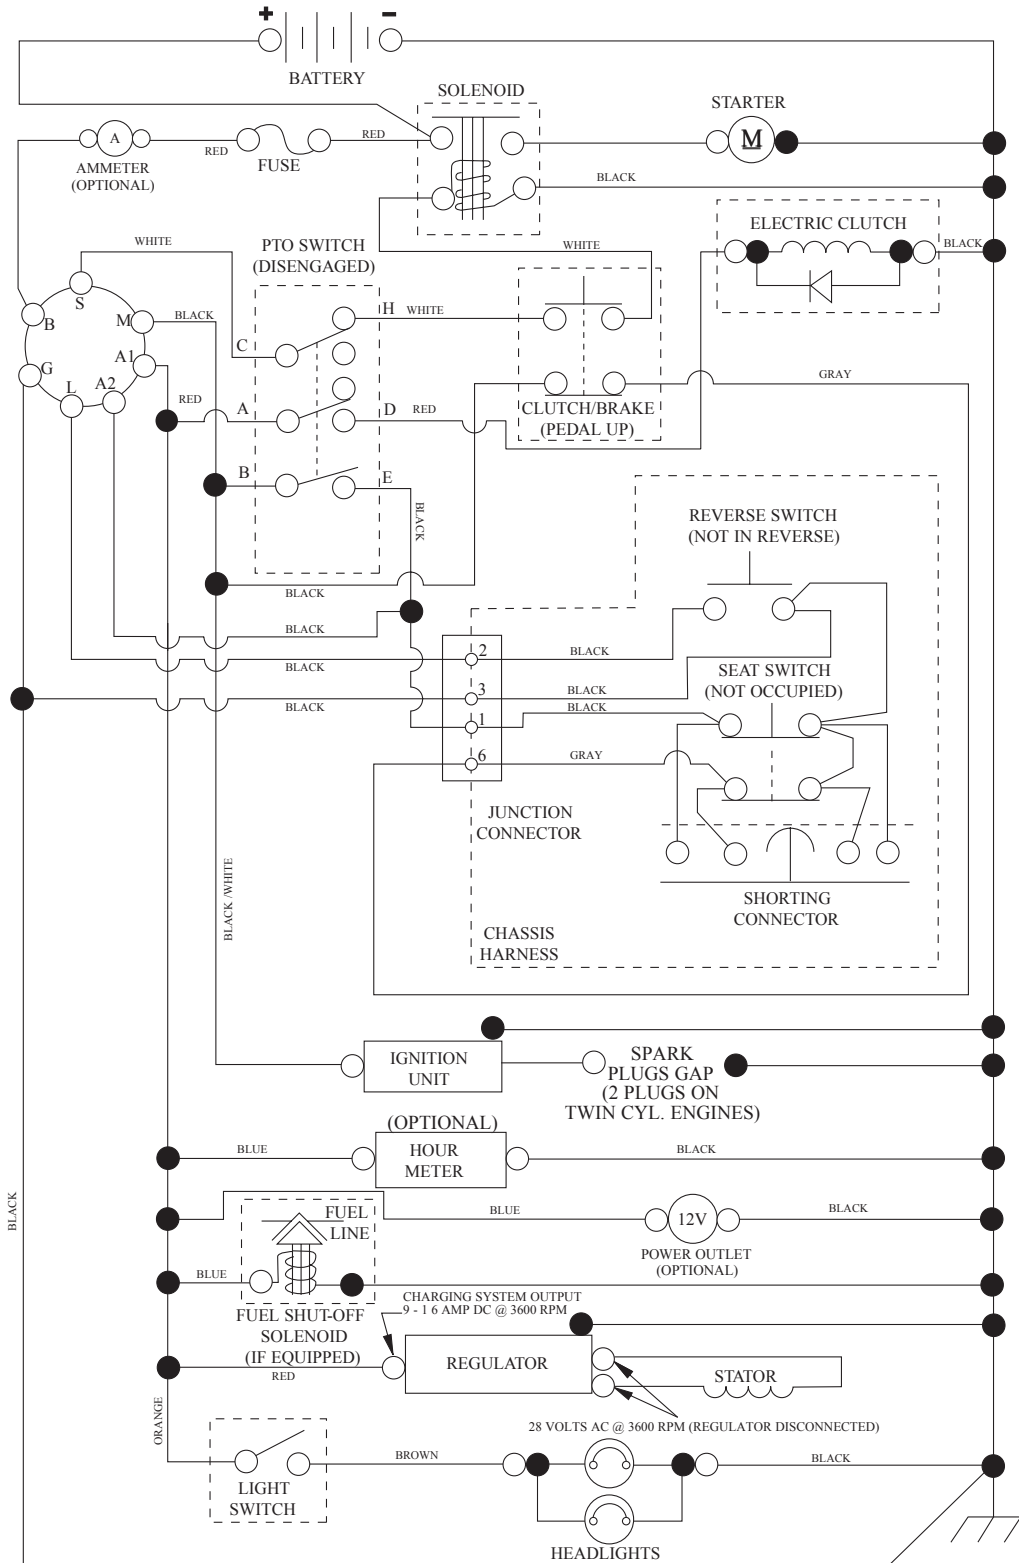 + −
BATTERY
SOLENOID
STARTER
A
RED
RED
M
AMMETER
(OPTIONAL)
FUSE
BLACK
ELECTRIC CLUTCH
WHITE
PTO SWITCH
(DISENGAGED)
WHITE
BLACK
S
B
M
BLACK
H
WHITE
C
G
A1
L
A2
RED
A
D
RED
GRAY
CLUTCH/BRAKE
(PEDAL UP)
B
E
BLACK
REVERSE SWITCH
(NOT IN REVERSE)
BLACK
BLACK
2
BLACK
BLACK
SEAT SWITCH
(NOT OCCUPIED)
3
BLACK
BLACK
BLACK
1
6
GRAY
JUNCTION
CONNECTOR
BLACK /WHITE
SHORTING
CONNECTOR
CHASSIS
HARNESS
IGNITION
UNIT
SPARK
PLUGS GAP
(2 PLUGS ON
TWIN CYL. ENGINES)
(OPTIONAL)
HOUR
METER
BLUE
BLACK
BLACK
FUEL
LINE
BLUE
12V
BLACK
POWER OUTLET
(OPTIONAL)
BLUE
FUEL SHUT-OFF
SOLENOID
(IF EQUIPPED)
CHARGING SYSTEM OUTPUT
9 - 1 6 AMP DC @ 3600 RPM
RED
REGULATOR
STATOR
ORANGE
28 VOLTS AC @ 3600 RPM (REGULATOR DISCONNECTED)
BROWN
BLACK
LIGHT
SWITCH
HEADLIGHTS